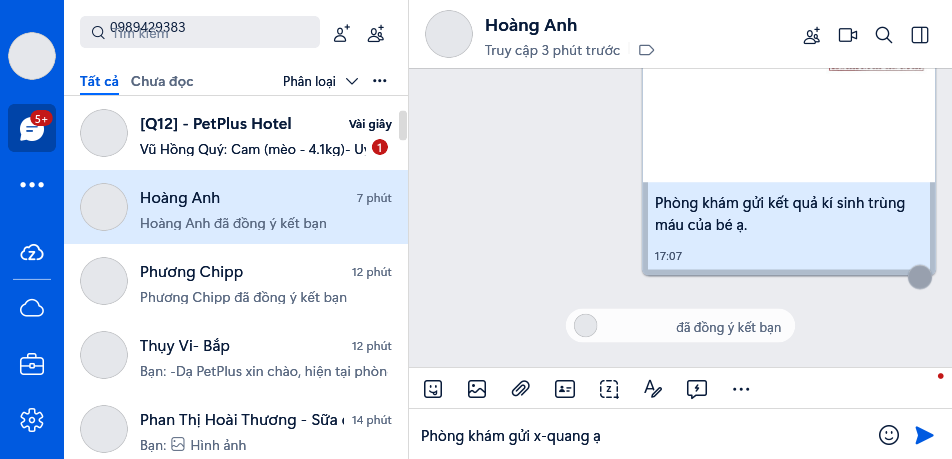 0989429383
Tìm kiếm
Tất cả Chưa đọc Phân loại
5+
[Q12] - PetPlus Hotel Vài giây
Vũ Hồng Quý: Cam (mèo - 4.1kg)- 1
Hoàng Anh 7 phút
Hoàng Anh đã đồng ý kết bạn
Phương Chipp 12 phút
Phương Chipp đã đồng ý kết bạn
Thụy Vi- Bắp 12 phút
Bạn: -Dạ PetPlus xin chào, hiện tại phòn
Phan Thị Hoài Thương - Sữa 14 phút
Bạn: Hình ảnh
Hoàng Anh
Truy cập 3 phút trước
Phòng khám gửi kết quả kí sinh trùng
máu của bé ạ.
17:07
đã đồng ý kết bạn
Phòng khám gửi x-quang ạ